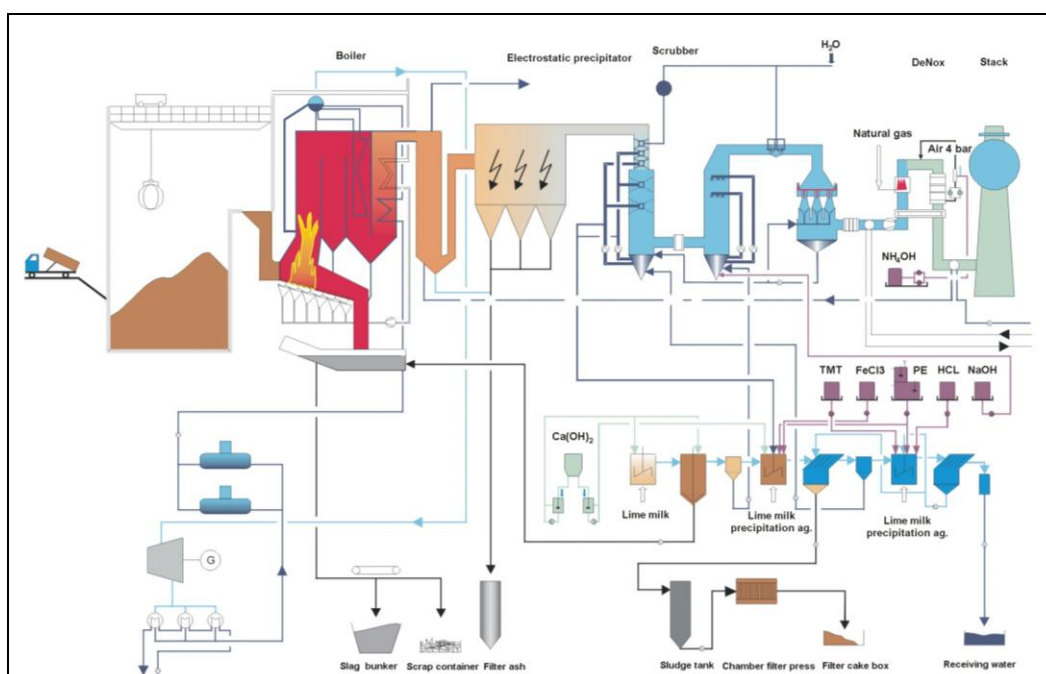 H₂O
Boiler
Electrostatic precipitator
Scrubber
DeNox
Stack
Natural gas
Air 4 bar
NH₄OH
TMT
FeCl3
PE
HCL
NaOH
Ca(OH)₂
Lime milk
Lime milk
precipitation ag.
Lime milk
precipitation ag.
G
Slag bunker
Scrap container
Filter ash
Sludge tank
Chamber filter press
Filter cake box
Receiving water